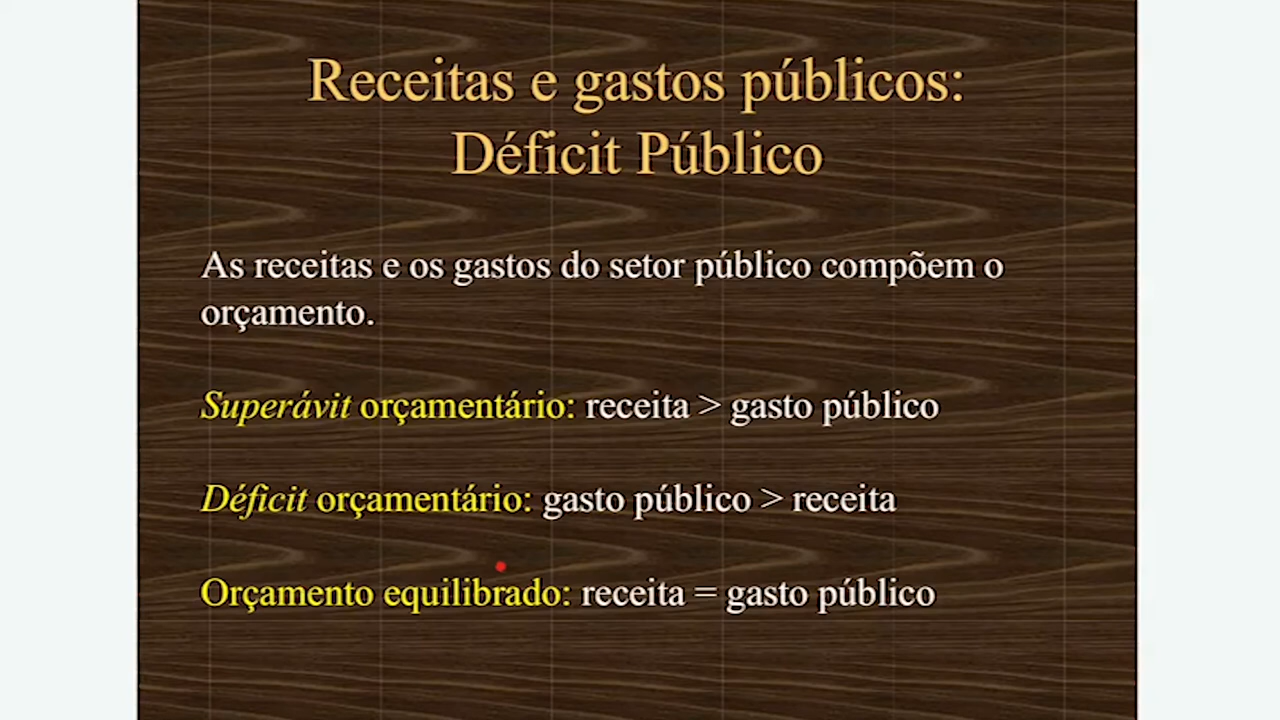 Receitas e gastos públicos:
Déficit Público
As receitas e os gastos do setor público compõem o
orçamento.
Superávit orçamentário: receita > gasto público
Déficit orçamentário: gasto público > receita
Orçamento equilibrado: receita = gasto público